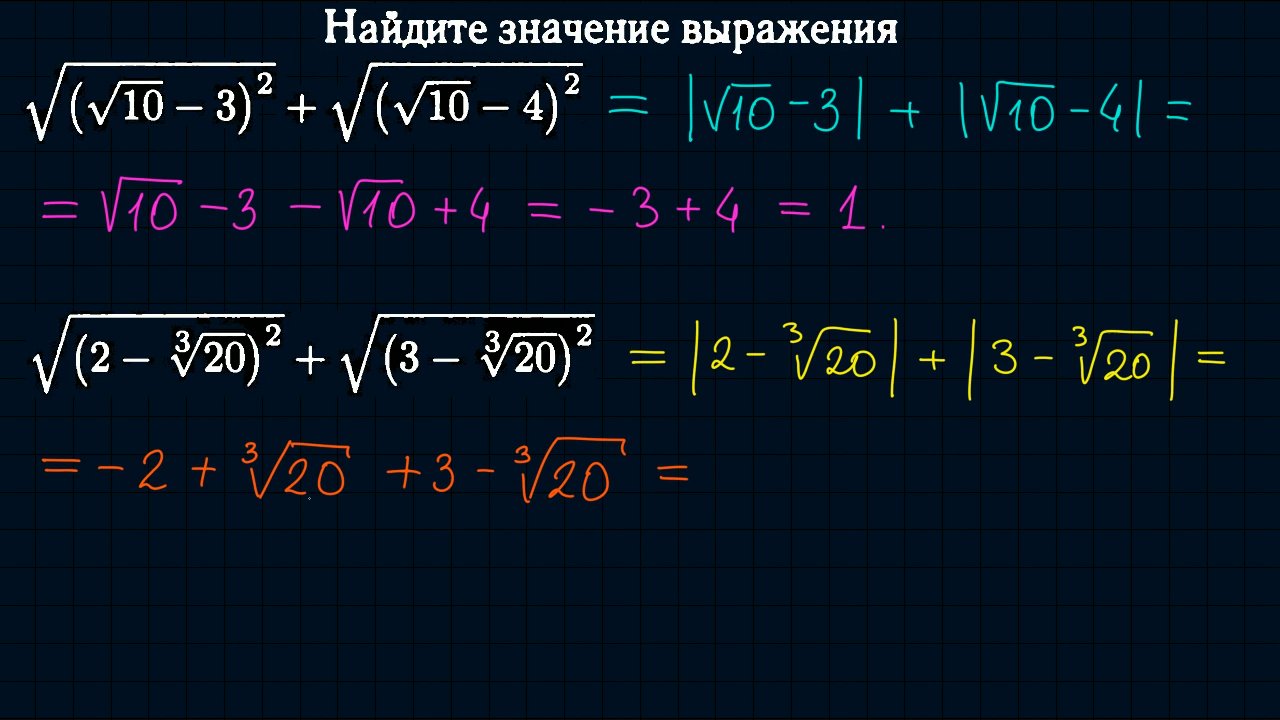 Найдите значение выражения
√(√10 − 3)² + √(√10 − 4)² = |√10 - 3| + |√10 - 4| =
= √10 - 3 - √10 + 4 = - 3 + 4 = 1.
√(2 − ∛20)² + √(3 − ∛20)² = |2 - ∛20| + |3 - ∛20| =
= - 2 + ∛20 + 3 - ∛20 =